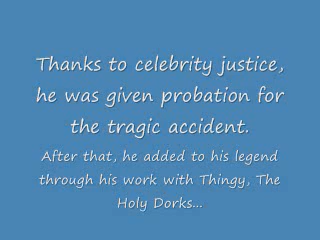 Thanks to celebrity justice,
he was given probation for
the tragic accident.
After that, he added to his legend
through his work with Thingy, The
Holy Dorks...